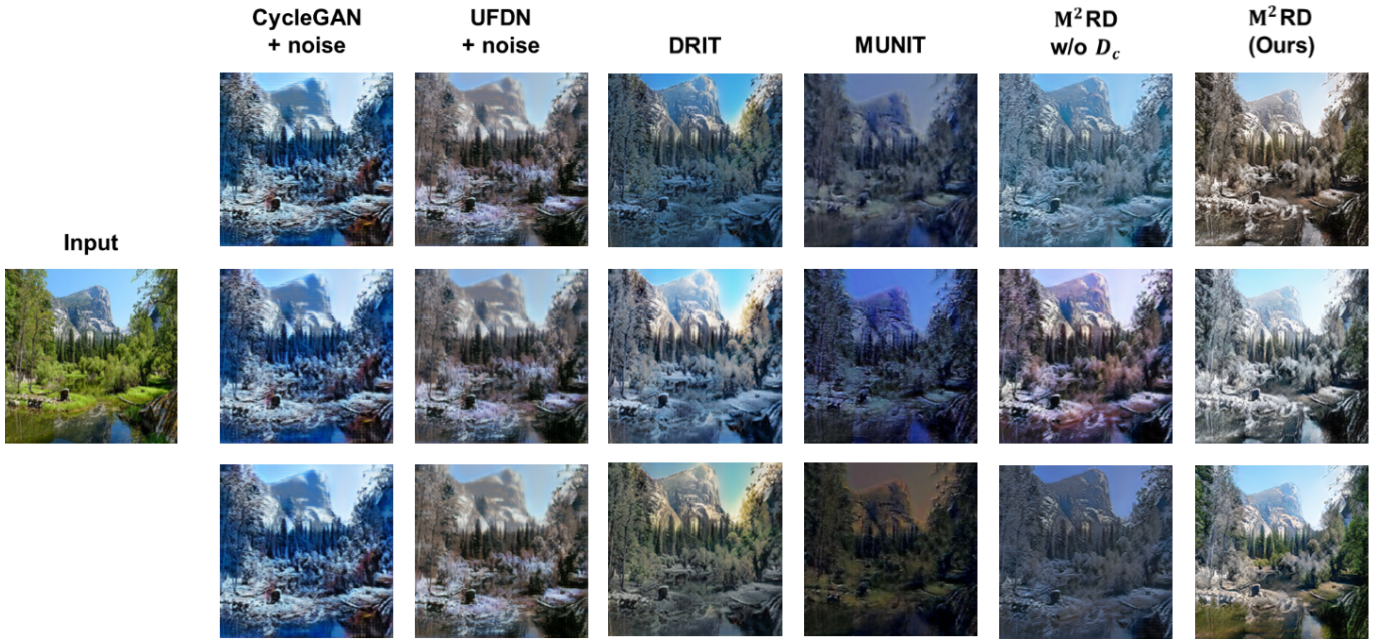 CycleGAN
+ noise
UFDN
+ noise
DRIT
MUNIT
M²RD
w/o D_c
M²RD
(Ours)
Input